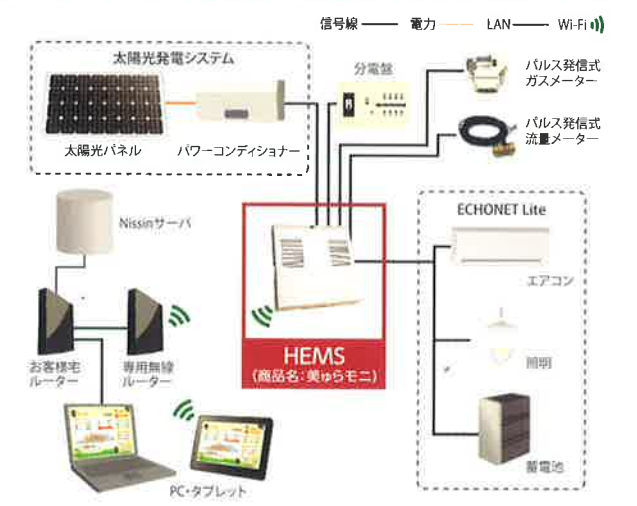 信号線 電力 LAN Wi-Fi
太陽光発電システム
太陽光パネル パワーコンディショナー
分電盤
パルス発信式
ガスメーター
パルス発信式
流量メーター
Nissinサーバ
お客様宅
ルーター
専用無線
ルーター
PC・タブレット
HEMS
(商品名:美ゅらモニ)
ECHONET Lite
エアコン
照明
蓄電池